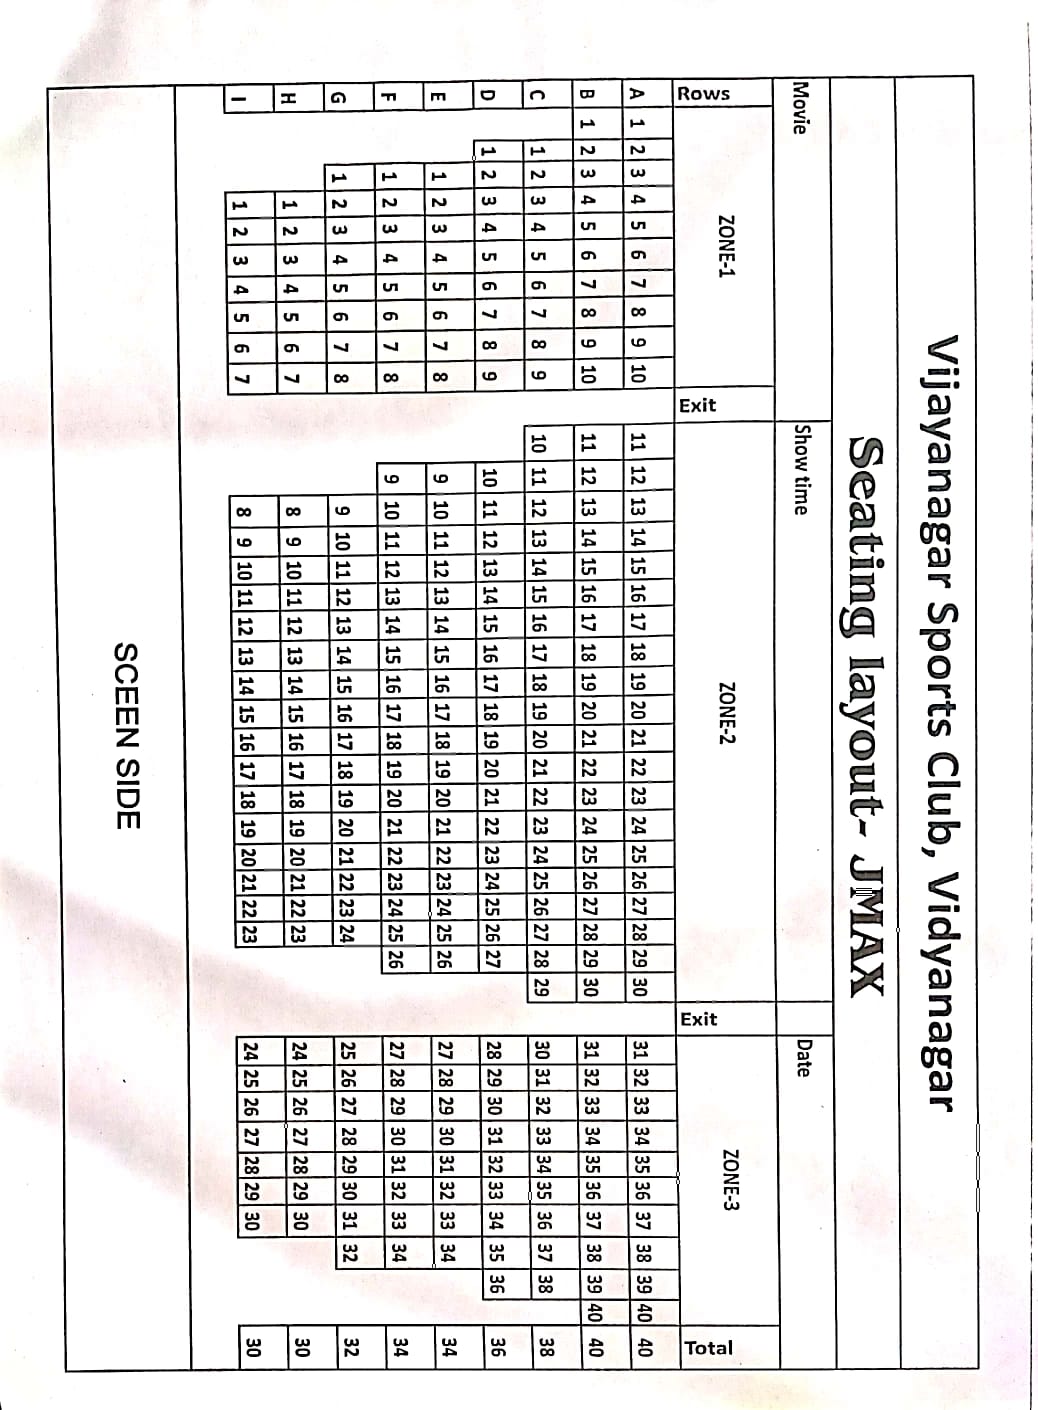 Vijayanagar Sports Club, Vidyanagar
Seating layout- JMAX
Movie Show time Date
Rows ZONE-1 Exit ZONE-2 Exit ZONE-3 Total
A 1 2 3 4 5 6 7 8 9 10 11 12 13 14 15 16 17 18 19 20 21 22 23 24 25 26 27 28 29 30 31 32 33 34 35 36 37 38 39 40 40
B 1 2 3 4 5 6 7 8 9 10 11 12 13 14 15 16 17 18 19 20 21 22 23 24 25 26 27 28 29 30 31 32 33 34 35 36 37 38 39 40 40
C 1 2 3 4 5 6 7 8 9 10 11 12 13 14 15 16 17 18 19 20 21 22 23 24 25 26 27 28 29 30 31 32 33 34 35 36 37 38 38
D 1 2 3 4 5 6 7 8 9 10 11 12 13 14 15 16 17 18 19 20 21 22 23 24 25 26 27 28 29 30 31 32 33 34 35 36 36
E 1 2 3 4 5 6 7 8 9 10 11 12 13 14 15 16 17 18 19 20 21 22 23 24 25 26 27 28 29 30 31 32 33 34 34
F 1 2 3 4 5 6 7 8 9 10 11 12 13 14 15 16 17 18 19 20 21 22 23 24 25 26 27 28 29 30 31 32 33 34 34
G 1 2 3 4 5 6 7 8 9 10 11 12 13 14 15 16 17 18 19 20 21 22 23 24 25 26 27 28 29 30 31 32 32
H 1 2 3 4 5 6 7 8 9 10 11 12 13 14 15 16 17 18 19 20 21 22 23 24 25 26 27 28 29 30 30
I 1 2 3 4 5 6 7 8 9 10 11 12 13 14 15 16 17 18 19 20 21 22 23 24 25 26 27 28 29 30 30
SCEEN SIDE